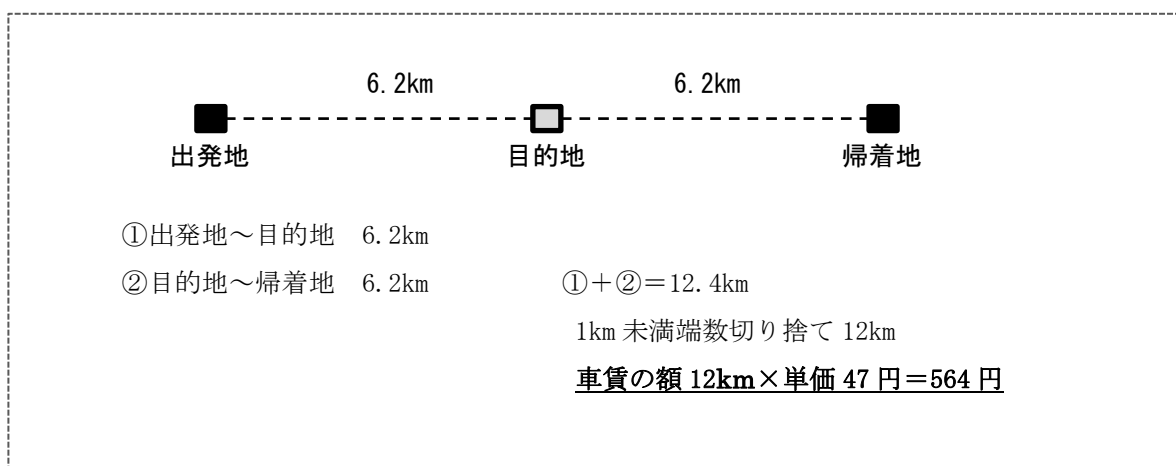 6.2km 6.2km
出発地 目的地 帰着地
①出発地～目的地　6.2km
②目的地～帰着地　6.2km ①＋②＝12.4km
1km 未満端数切り捨て 12km
車賃の額 12km×単価 47 円＝564 円